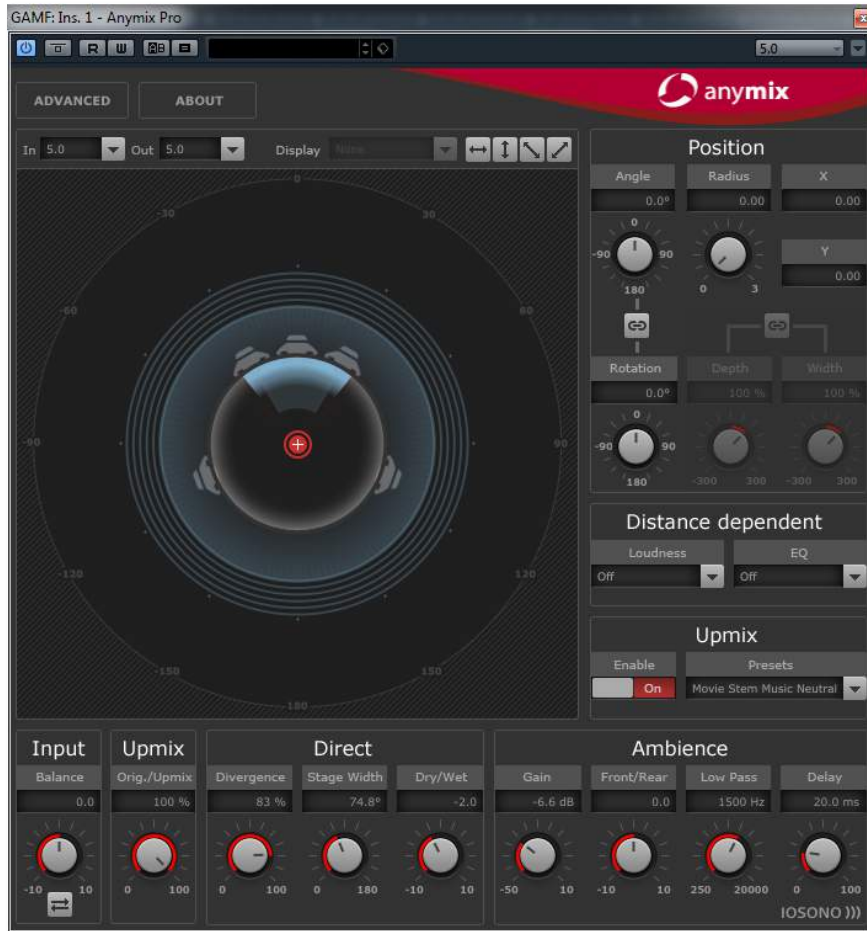 GAMF: Ins. 1 - Anymix Pro
R W AB 5.0
ADVANCED ABOUT
anymix
In 5.0 Out 5.0 Display None
Position
Angle Radius X
0.0° 0.00 0.00
0
-90 90
180
0 3
Y
0.00
Rotation Depth Width
0.0° 100 % 100 %
0
-90 90
180
-300 300 -300 300
0
-30 30
-60 60
-90 90
-120 120
-150 150
180
Distance dependent
Loudness EQ
Off Off
Upmix
Enable Presets
On Movie Stem Music Neutral
Input Upmix Direct Ambience
Balance Orig./Upmix Divergence Stage Width Dry/Wet Gain Front/Rear Low Pass Delay
0.0 100 % 83 % 74.8° -2.0 -6.6 dB 0.0 1500 Hz 20.0 ms
-10 10 0 100 0 100 0 180 -10 10 -50 10 -10 10 250 20000 0 100
IOSONO )))